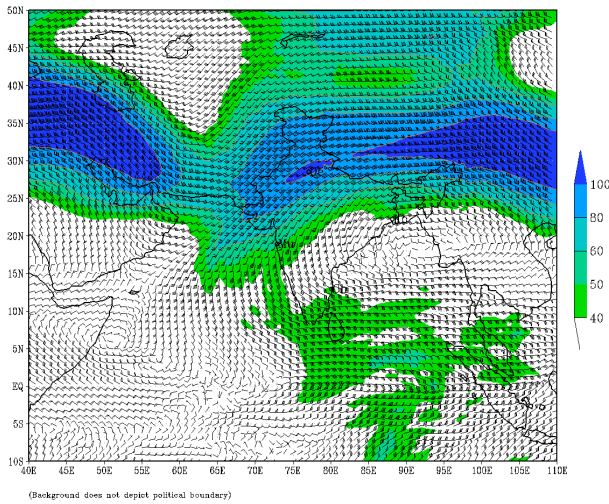 50N
45N
40N
35N
30N
25N
20N
15N
10N
5N
EQ
5S
10S
40E 45E 50E 55E 60E 65E 70E 75E 80E 85E 90E 95E 100E 105E 110E
100
80
60
50
40
(Background does not depict political boundary)